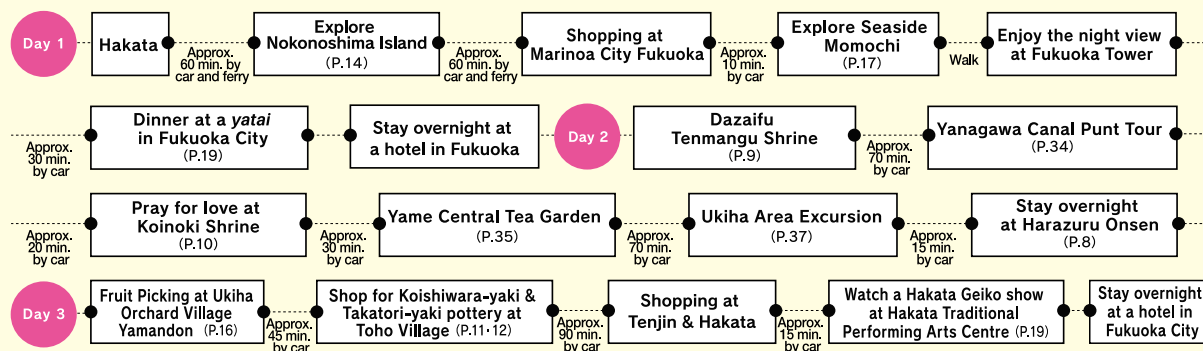 Day 1
Hakata
Approx.
60 min. by
car and ferry
Explore
Nokonoshima Island
(P.14)
Approx.
60 min. by
car and ferry
Shopping at
Marinoa City Fukuoka
Approx.
10 min.
by car
Explore Seaside
Momochi
(P.17)
Walk
Enjoy the night view
at Fukuoka Tower
Approx.
30 min.
by car
Dinner at a yatai
in Fukuoka City
(P.19)
Stay overnight at
a hotel in Fukuoka
Day 2
Dazaifu
Tenmangu Shrine
(P.9)
Approx.
70 min.
by car
Yanagawa Canal Punt Tour
(P.34)
Approx.
20 min.
by car
Pray for love at
Koinoki Shrine
(P.10)
Approx.
30 min.
by car
Yame Central Tea Garden
(P.35)
Approx.
70 min.
by car
Ukiha Area Excursion
(P.37)
Approx.
15 min.
by car
Stay overnight
at Harazuru Onsen
(P.8)
Day 3
Fruit Picking at Ukiha
Orchard Village
Yamandon (P.16)
Approx.
45 min.
by car
Shop for Koishiwara-yaki &
Takatori-yaki pottery at
Toho Village (P.11・12)
Approx.
90 min.
by car
Shopping at
Tenjin & Hakata
Approx.
15 min.
by car
Watch a Hakata Geiko show
at Hakata Traditional
Performing Arts Centre (P.19)
Stay overnight
at a hotel in
Fukuoka City